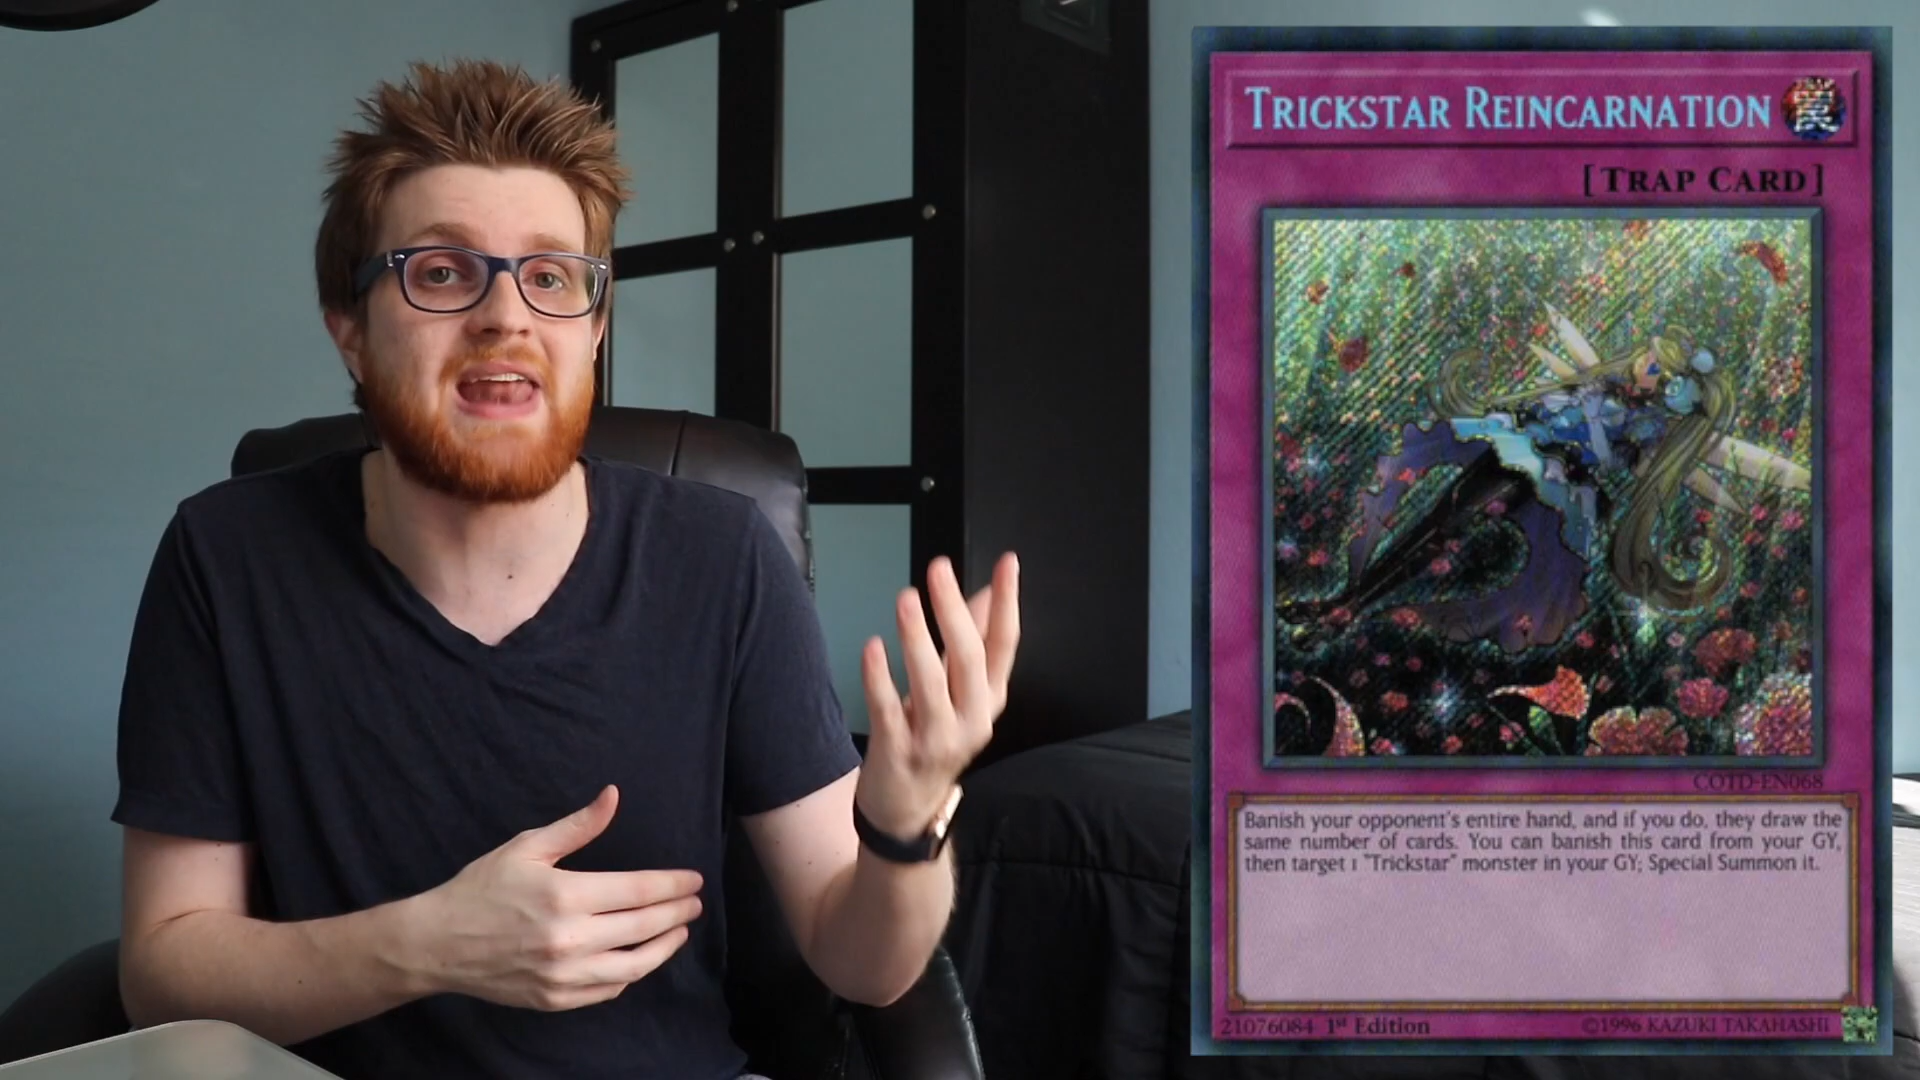 TRICKSTAR REINCARNATION 罠
[TRAP CARD]
COTD-EN068
Banish your opponent's entire hand, and if you do, they draw the
same number of cards. You can banish this card from your GY,
then target 1 "Trickstar" monster in your GY; Special Summon it.
21076084 1st Edition ©1996 KAZUKI TAKAHASHI